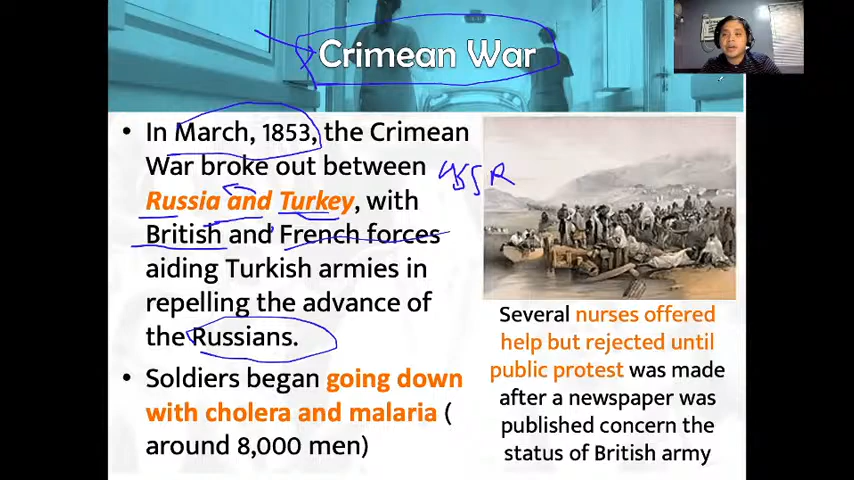 Crimean War
• In March, 1853, the Crimean
War broke out between
USSR
Russia and Turkey, with
British and French forces
aiding Turkish armies in
repelling the advance of
the Russians.
• Soldiers began going down
with cholera and malaria (
around 8,000 men)
Several nurses offered
help but rejected until
public protest was made
after a newspaper was
published concern the
status of British army